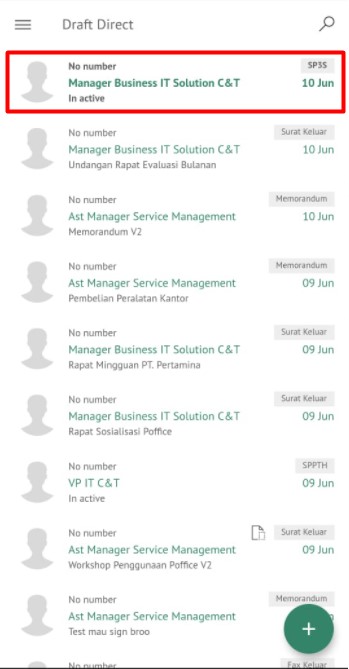 Draft Direct
No number SP3S
Manager Business IT Solution C&T 10 Jun
In active
No number Surat Keluar
Manager Business IT Solution C&T 10 Jun
Undangan Rapat Evaluasi Bulanan
No number Memorandum
Ast Manager Service Management 10 Jun
Memorandum V2
No number Memorandum
Ast Manager Service Management 09 Jun
Pembelian Peralatan Kantor
No number Surat Keluar
Manager Business IT Solution C&T 09 Jun
Rapat Mingguan PT. Pertamina
No number Surat Keluar
Manager Business IT Solution C&T 09 Jun
Rapat Sosialisasi Poffice
No number SPPTH
VP IT C&T 09 Jun
In active
No number Surat Keluar
Ast Manager Service Management 09 Jun
Workshop Penggunaan Poffice V2
No number Memorandum
Ast Manager Service Management
Test mau sign broo
No number Fax Keluar